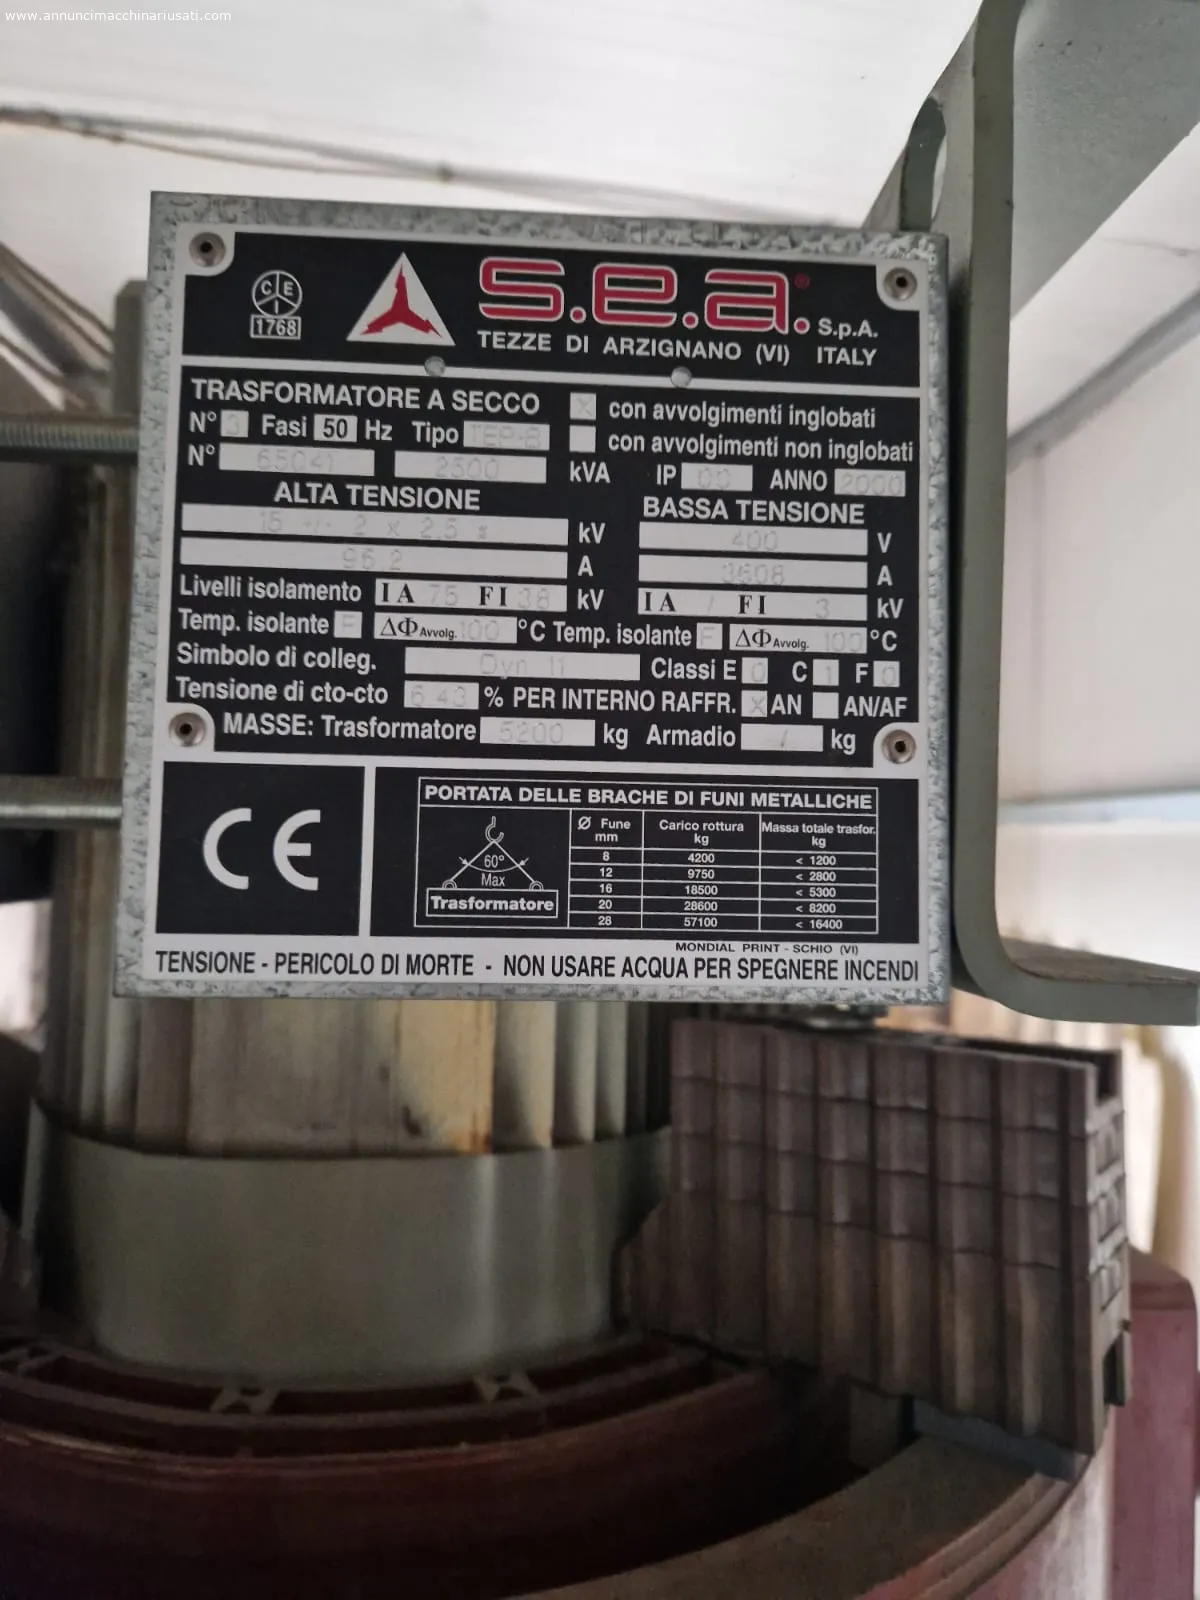 www.annuncimacchinariusati.com
C E I
1768
s.e.a.® S.p.A.
TEZZE DI ARZIGNANO (VI) ITALY
TRASFORMATORE A SECCO X con avvolgimenti inglobati
N° 3 Fasi 50 Hz Tipo TEP-B con avvolgimenti non inglobati
N° 65041 2500 kVA IP 00 ANNO 2000
ALTA TENSIONE BASSA TENSIONE
15 +/- 2 x 2.5 % kV 400 V
96.2 A 3608 A
Livelli isolamento IA 75 FI 38 kV IA / FI 3 kV
Temp. isolante F ΔΦ Avvolg. 100 °C Temp. isolante F ΔΦ Avvolg. 100 °C
Simbolo di colleg. Dyn 11 Classi E 0 C 1 F 0
Tensione di cto-cto 6.43 % PER INTERNO RAFFR. X AN AN/AF
MASSE: Trasformatore 5200 kg Armadio / kg
CE
PORTATA DELLE BRACHE DI FUNI METALLICHE
60°
Max
Trasformatore
Ø Fune mm Carico rottura kg Massa totale trasfor. kg
8 4200 < 1200
12 9750 < 2800
16 18500 < 5300
20 28600 < 8200
28 57100 < 16400
MONDIAL PRINT - SCHIO (VI)
TENSIONE - PERICOLO DI MORTE - NON USARE ACQUA PER SPEGNERE INCENDI